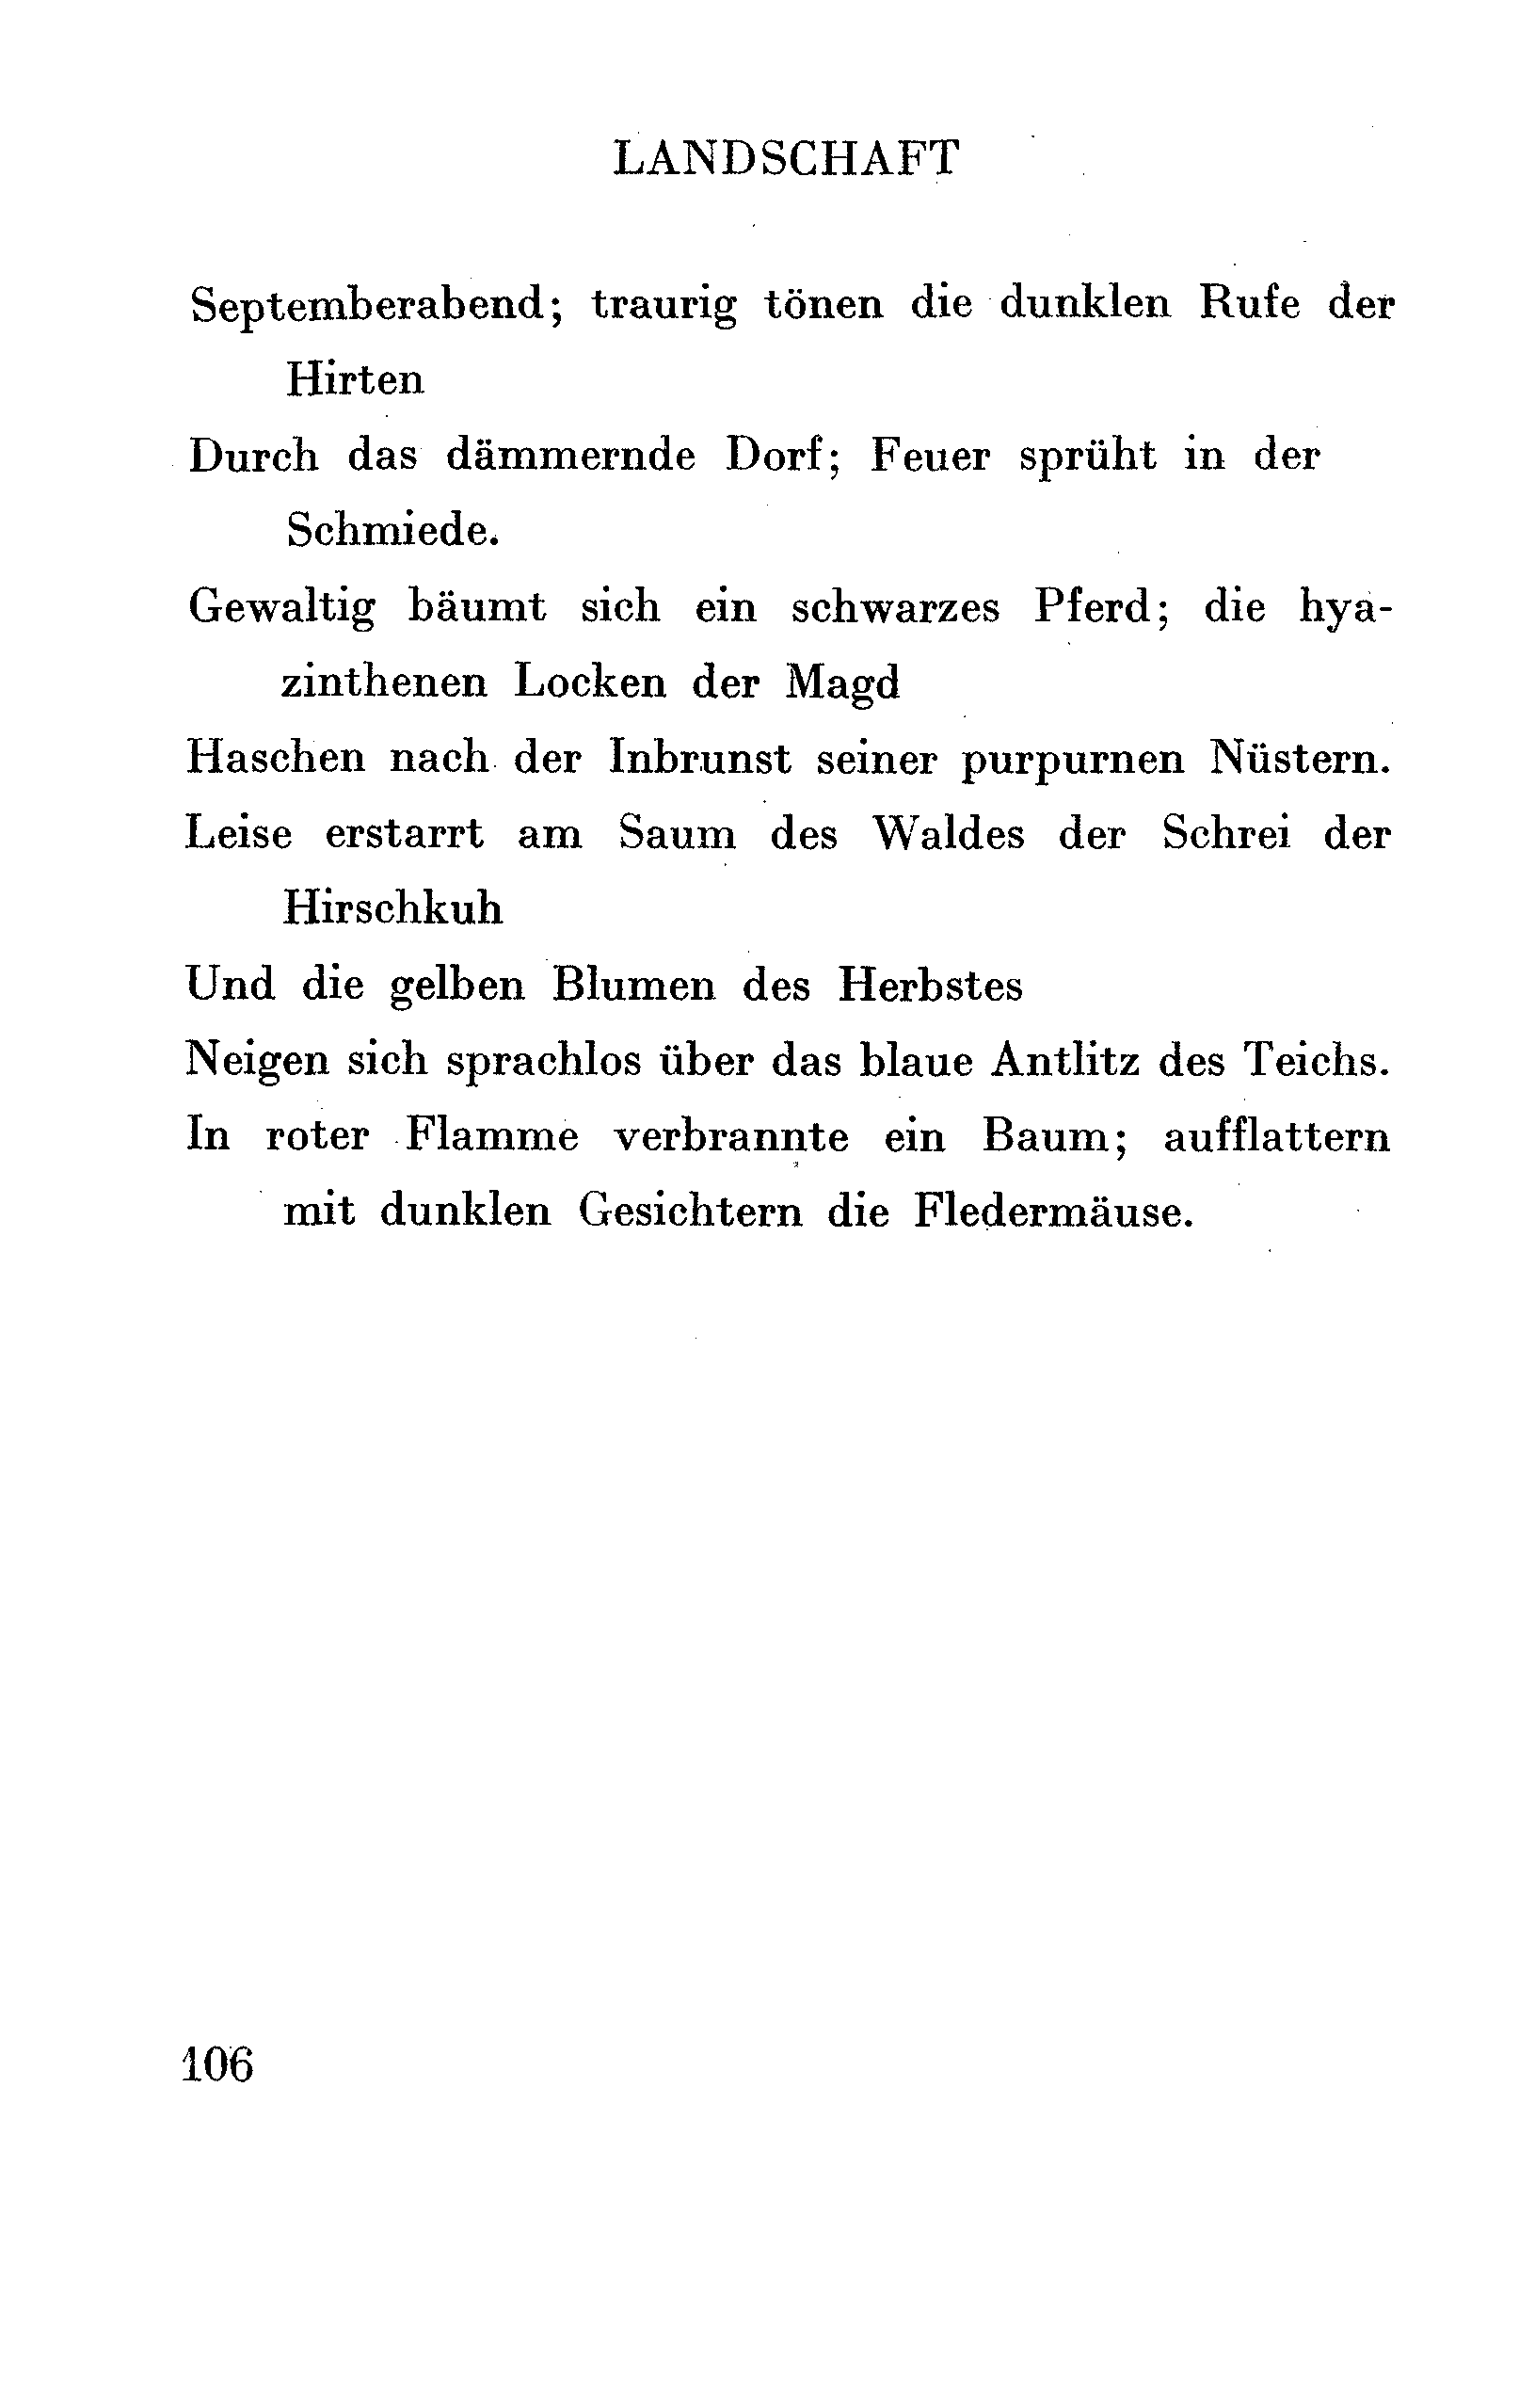 LANDSCHAFT
Septemberabend; traurig tönen die dunklen Rufe der
Hirten
Durch das dämmernde Dorf; Feuer sprüht in der
Schmiede.
Gewaltig bäumt sich ein schwarzes Pferd; die hya-
zinthenen Locken der Magd
Haschen nach der Inbrunst seiner purpurnen Nüstern.
Leise erstarrt am Saum des Waldes der Schrei der
Hirschkuh
Und die gelben Blumen des Herbstes
Neigen sich sprachlos über das blaue Antlitz des Teichs.
In roter Flamme verbrannte ein Baum; aufflattern
mit dunklen Gesichtern die Fledermäuse.
106